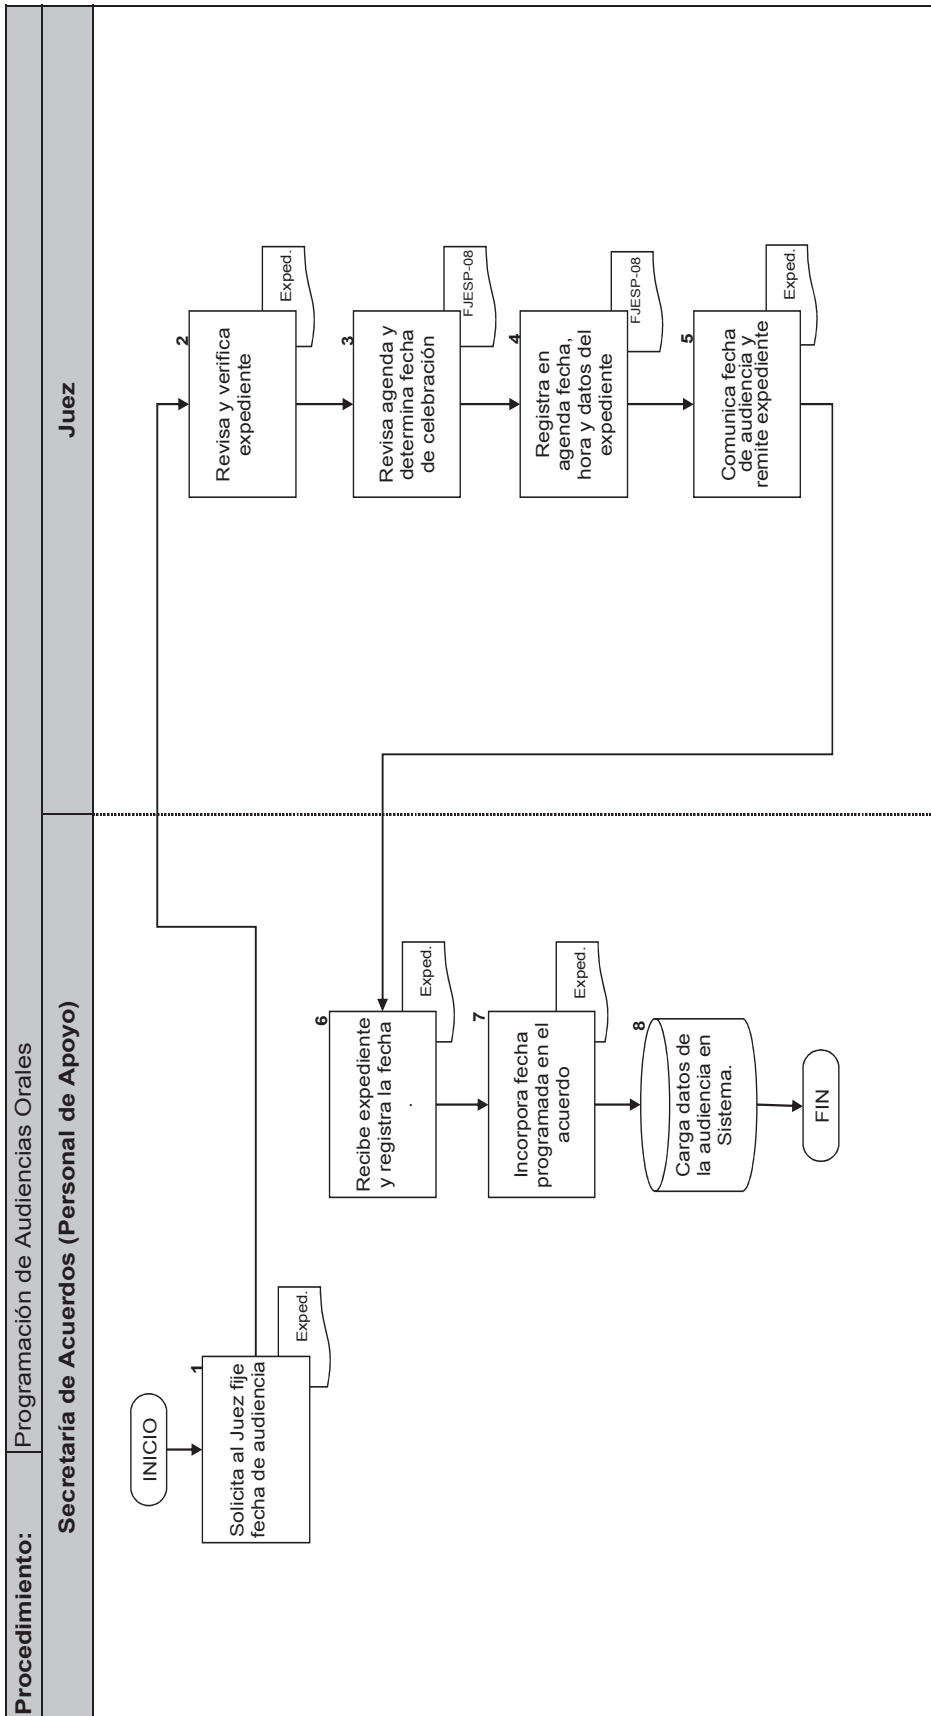 Procedimiento:
Programación de Audiencias Orales
Secretaría de Acuerdos (Personal de Apoyo)
Juez
INICIO
1
Solicita al Juez fije
fecha de audiencia
Exped.
2
Revisa y verifica
expediente
Exped.
3
Revisa agenda y
determina fecha
de celebración
FJESP-08
4
Registra en
agenda fecha,
hora y datos del
expediente
FJESP-08
5
Comunica fecha
de audiencia y
remite expediente
Exped.
6
Recibe expediente
y registra la fecha
.
Exped.
7
Incorpora fecha
programada en el
acuerdo
Exped.
8
Carga datos de
la audiencia en
Sistema.
FIN